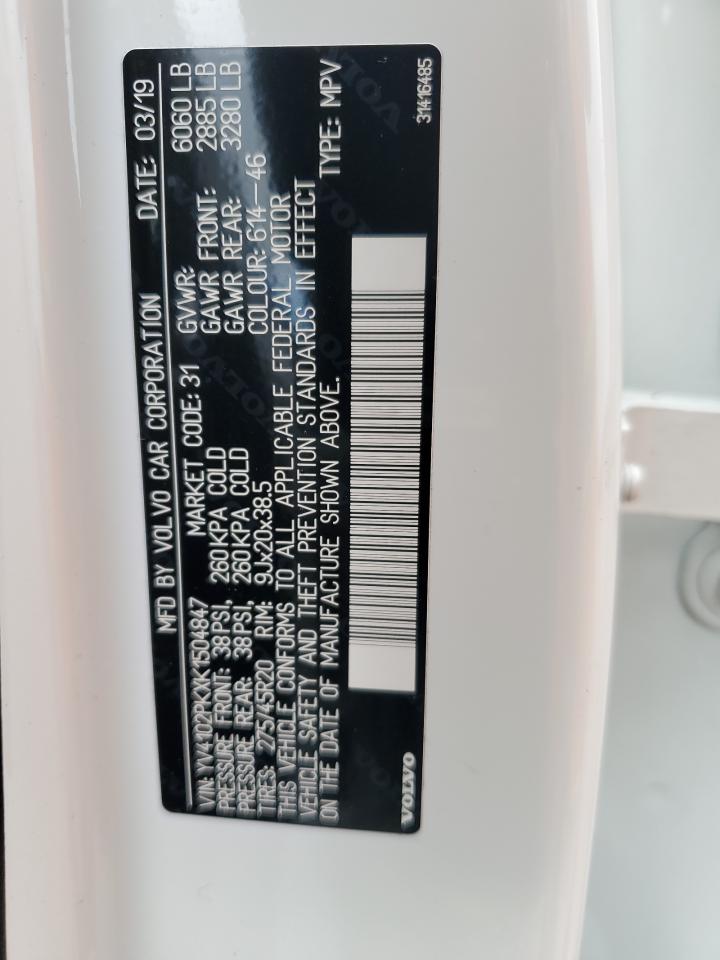 MFD BY VOLVO CAR CORPORATION DATE: 03/19
VIN: YV4102PKXK1504847 MARKET CODE: 31 GVWR: 6060 LB
PRESSURE FRONT: 38PSI, 260KPA COLD GAWR FRONT: 2885 LB
PRESSURE REAR: 38PSI, 260KPA COLD GAWR REAR: 3280 LB
TIRES: 275/45R20 RIM: 9Jx20x38.5 COLOUR: 614-46
THIS VEHICLE CONFORMS TO ALL APPLICABLE FEDERAL MOTOR
VEHICLE SAFETY AND THEFT PREVENTION STANDARDS IN EFFECT
ON THE DATE OF MANUFACTURE SHOWN ABOVE. TYPE: MPV
VOLVO 31416485